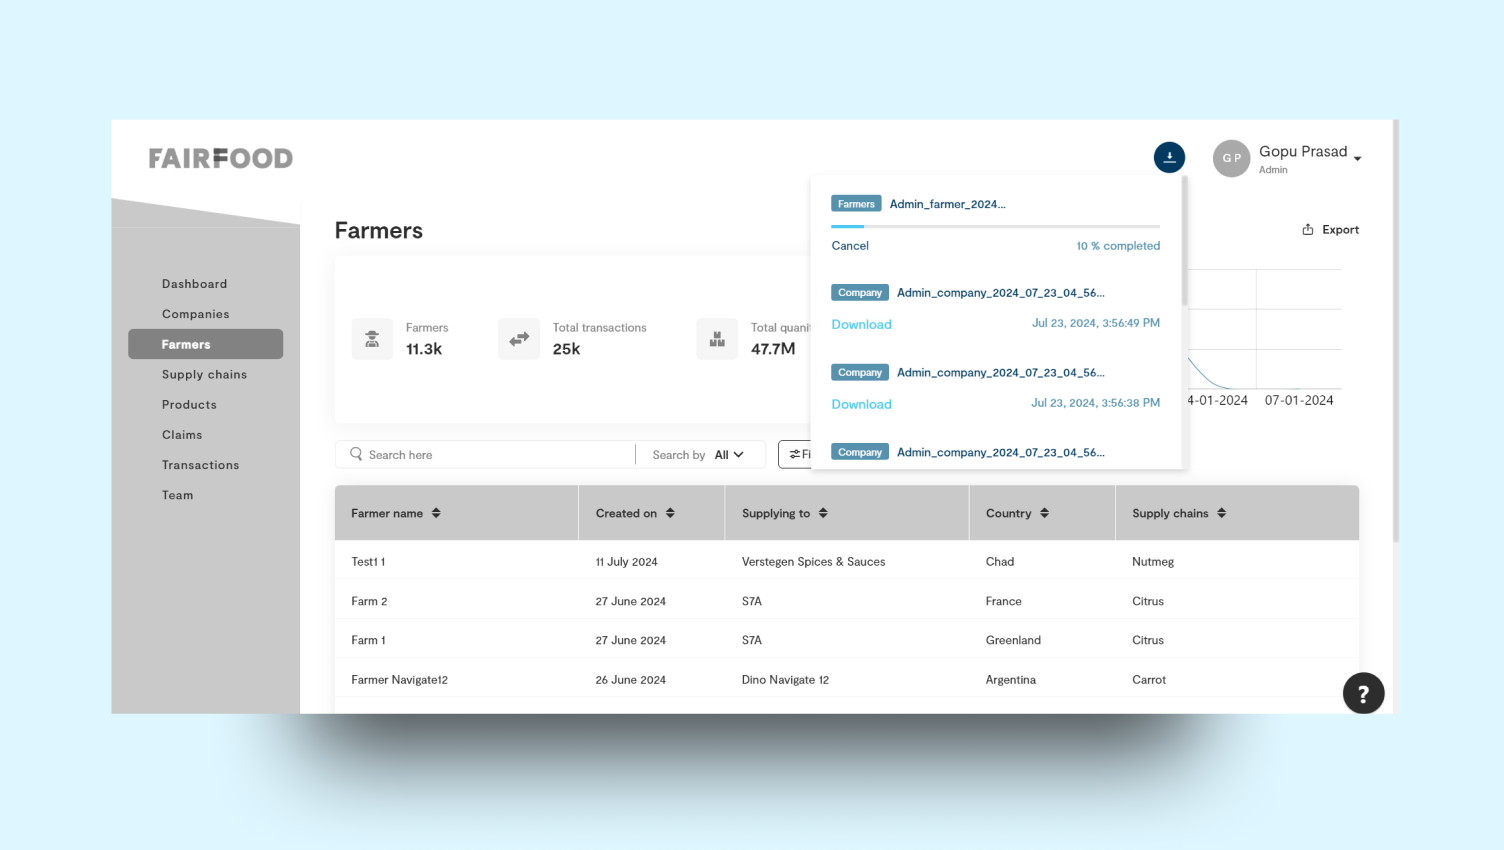 FAIRFOOD
G P
Gopu Prasad
Admin
Farmers
Admin_farmer_2024...
Cancel
10 % completed
Company
Admin_company_2024_07_23_04_56...
Download
Jul 23, 2024, 3:56:49 PM
Company
Admin_company_2024_07_23_04_56...
Download
Jul 23, 2024, 3:56:38 PM
Company
Admin_company_2024_07_23_04_56...
Farmers
Export
Dashboard
Companies
Farmers
Supply chains
Products
Claims
Transactions
Team
Farmers
11.3k
Total transactions
25k
Total quanti
47.7M
4-01-2024
07-01-2024
Search here
Search by All
Fi
Farmer name Created on Supplying to Country Supply chains
Test1 1 11 July 2024 Verstegen Spices & Sauces Chad Nutmeg
Farm 2 27 June 2024 S7A France Citrus
Farm 1 27 June 2024 S7A Greenland Citrus
Farmer Navigate12 26 June 2024 Dino Navigate 12 Argentina Carrot
?